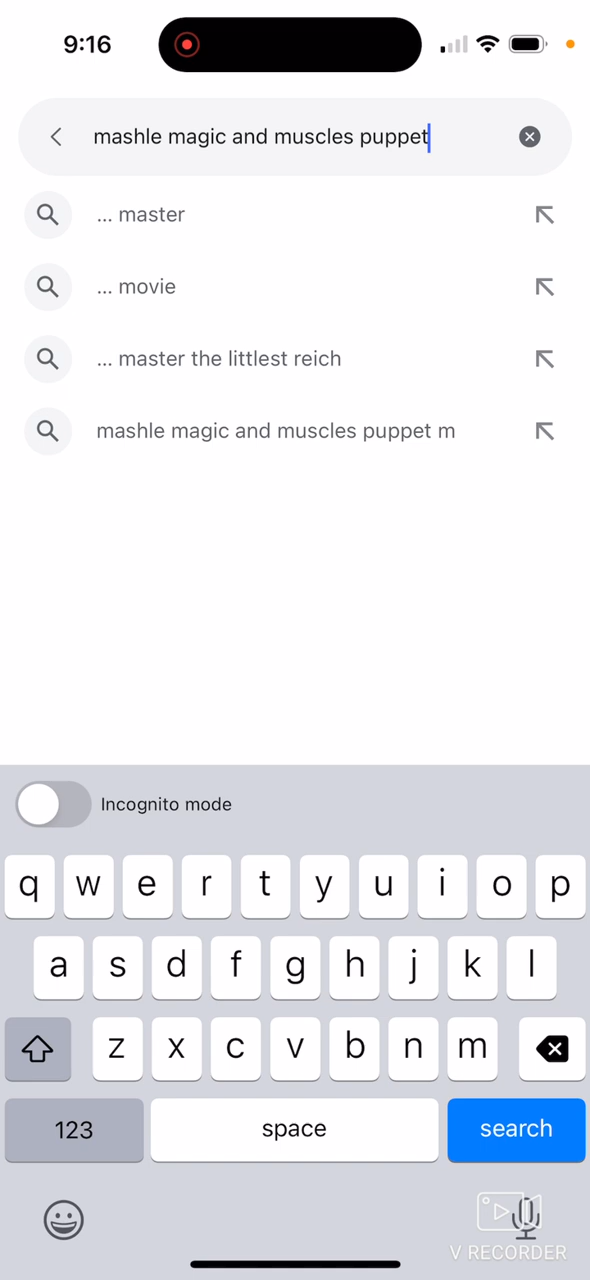 9:16
mashle magic and muscles puppet
... master
... movie
... master the littlest reich
mashle magic and muscles puppet m
Incognito mode
q w e r t y u i o p
a s d f g h j k l
z x c v b n m
123 space search
V RECORDER